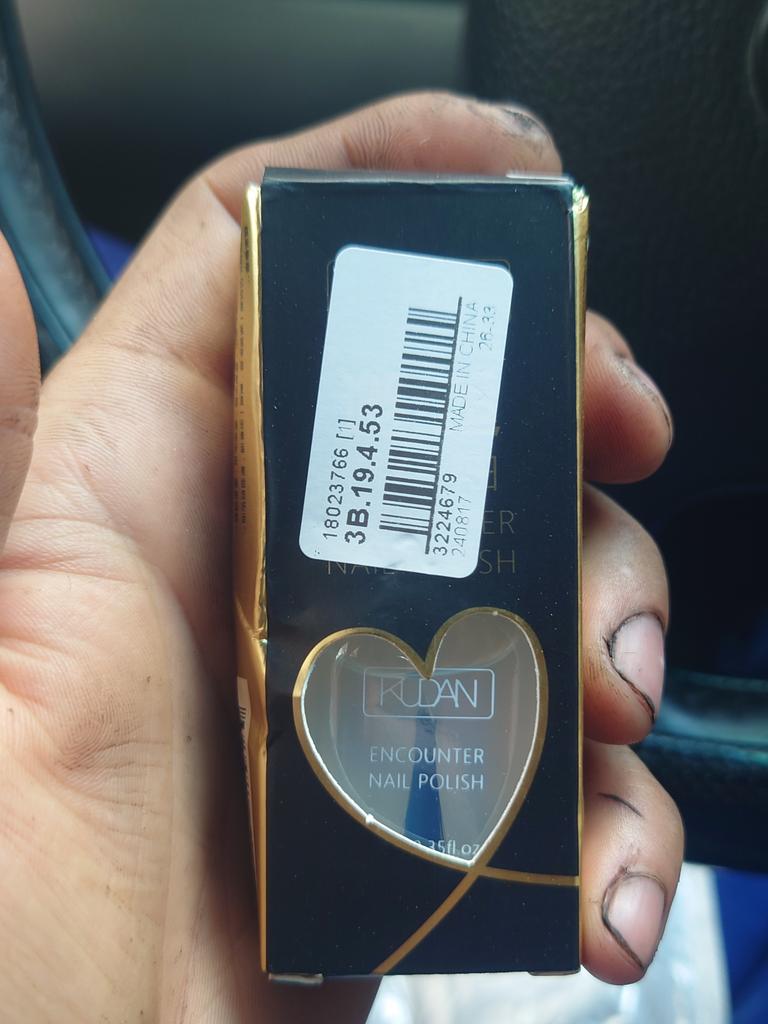 18023766 [1]
3B.19.4.53
3224679
240817
MADE IN CHINA
26-33
KUDAN
ENCOUNTER
NAIL POLISH